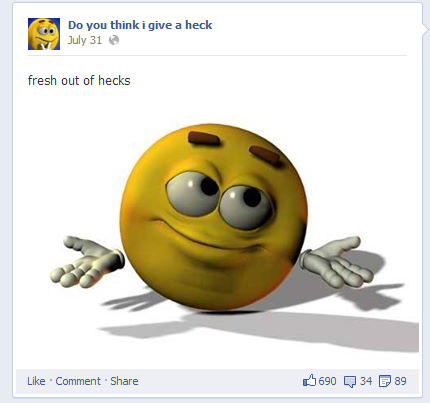 Do you think i give a heck
July 31
fresh out of hecks
Like · Comment · Share 690 34 89